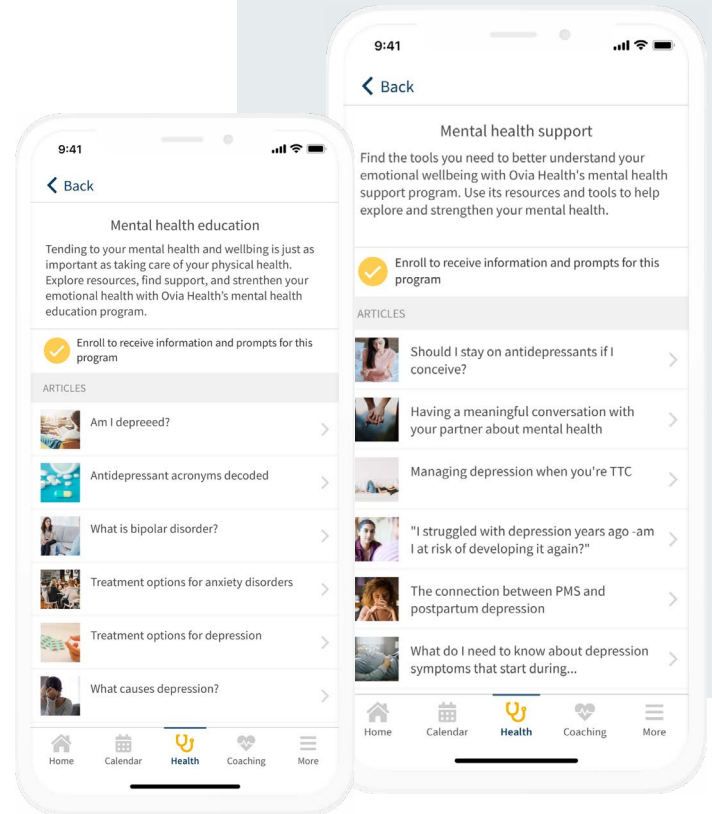 9:41
Back
Mental health education
Tending to your mental health and wellbing is just as
important as taking care of your physical health.
Explore resources, find support, and strenthen your
emotional health with Ovia Health's mental health
education program.
Enroll to receive information and prompts for this
program
ARTICLES
Am I depreeed?
Antidepressant acronyms decoded
What is bipolar disorder?
Treatment options for anxiety disorders
Treatment options for depression
What causes depression?
Home
Calendar
Health
Coaching
More
9:41
Back
Mental health support
Find the tools you need to better understand your
emotional wellbeing with Ovia Health's mental health
support program. Use its resources and tools to help
explore and strengthen your mental health.
Enroll to receive information and prompts for this
program
ARTICLES
Should I stay on antidepressants if I
conceive?
Having a meaningful conversation with
your partner about mental health
Managing depression when you're TTC
"I struggled with depression years ago -am
I at risk of developing it again?"
The connection between PMS and
postpartum depression
What do I need to know about depression
symptoms that start during...
Home
Calendar
Health
Coaching
More